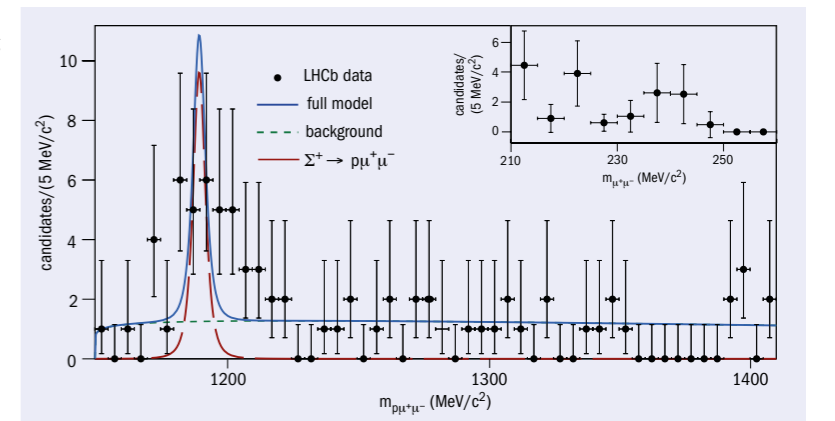 candidates/(5 MeV/c²)
10
8
6
4
2
0
LHCb data
full model
background
Σ⁺ → pμ⁺μ⁻
1200
1300
1400
m_pμ⁺μ⁻ (MeV/c²)
candidates/
(5 MeV/c²)
6
4
2
0
210
230
250
m_μ⁺μ⁻ (MeV/c²)